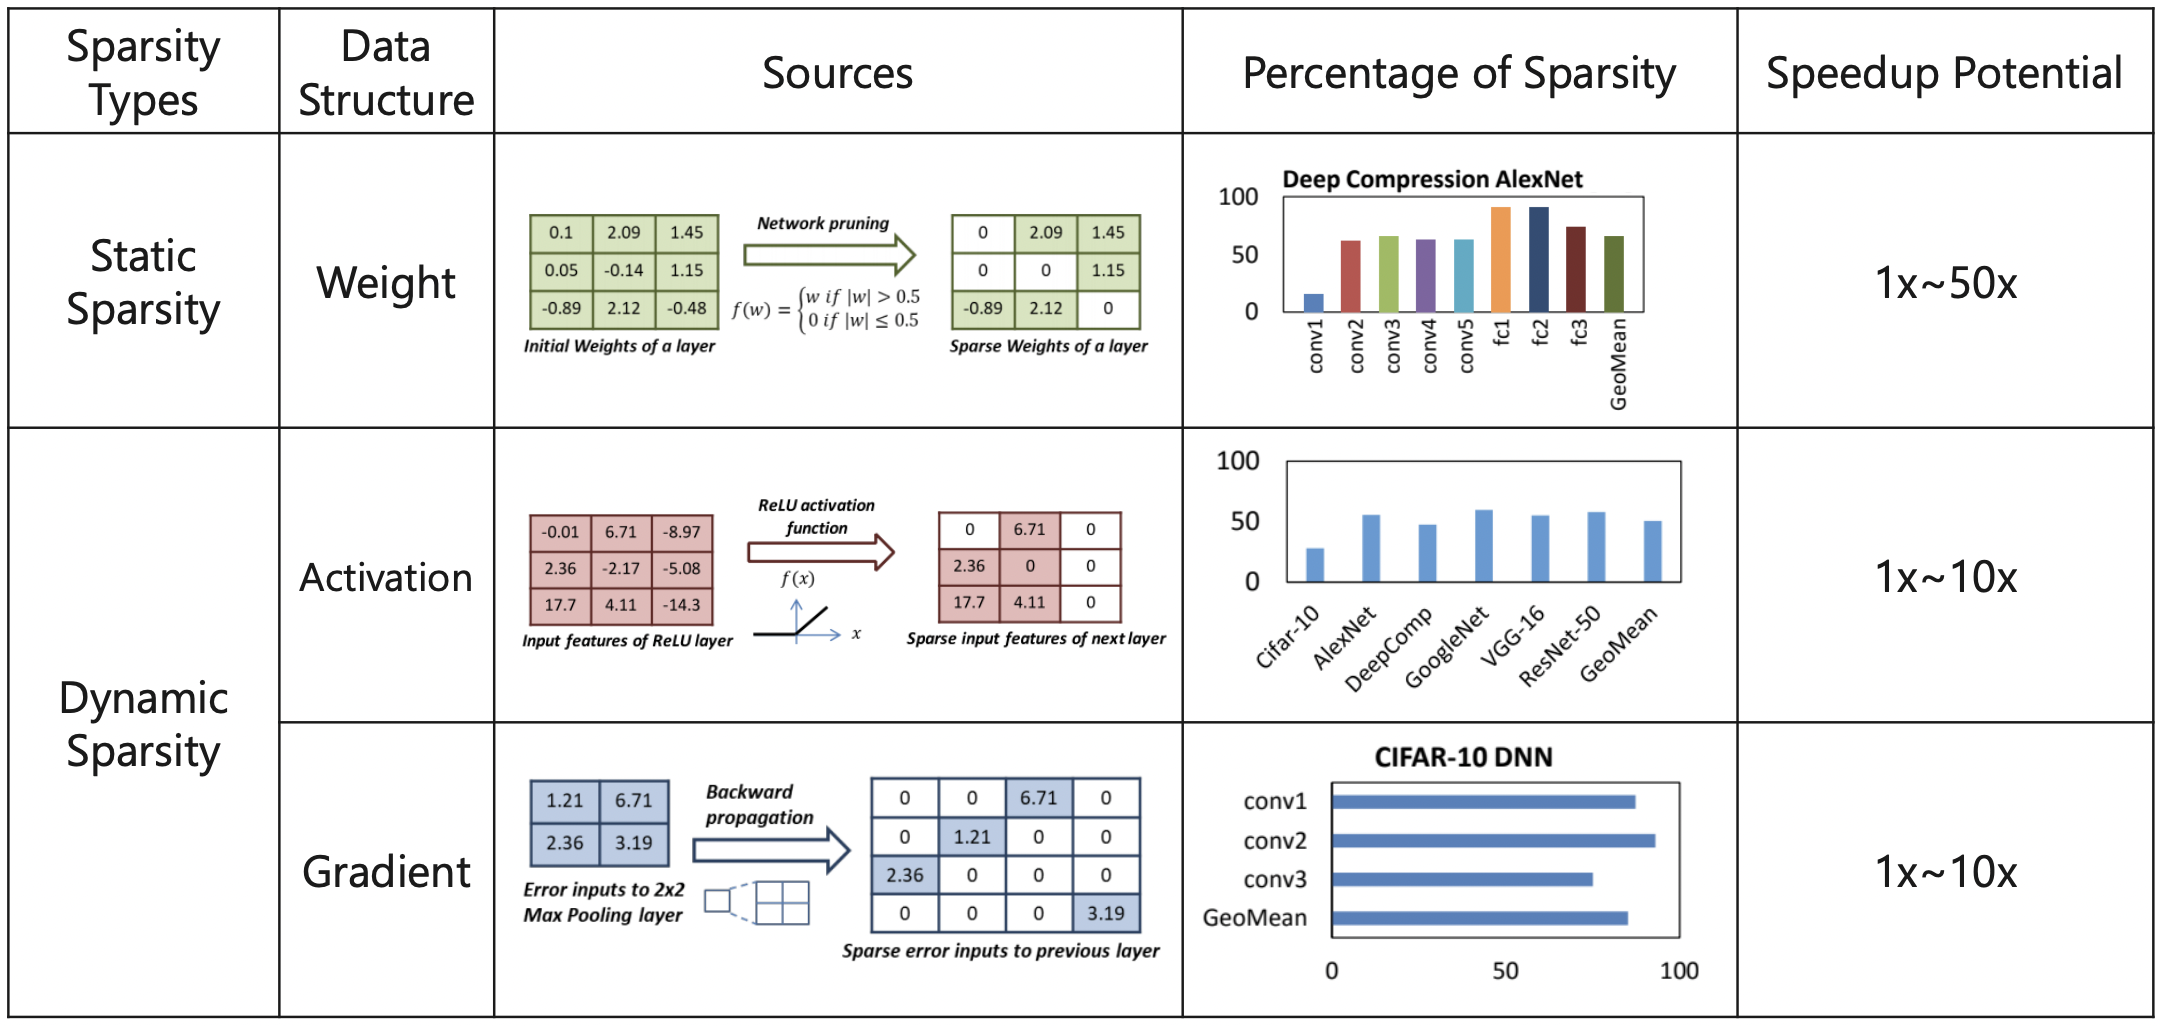 Sparsity
Types
Data
Structure
Sources
Percentage of Sparsity
Speedup Potential
Static
Sparsity
Weight
0.1 2.09 1.45
0.05 -0.14 1.15
-0.89 2.12 -0.48
Initial Weights of a layer
Network pruning
f(w) = { w if |w| > 0.5
0 if |w| ≤ 0.5
0 2.09 1.45
0 0 1.15
-0.89 2.12 0
Sparse Weights of a layer
Deep Compression AlexNet
100
50
0
conv1
conv2
conv3
conv4
conv5
fc1
fc2
fc3
GeoMean
1x~50x
Dynamic
Sparsity
Activation
-0.01 6.71 -8.97
2.36 -2.17 -5.08
17.7 4.11 -14.3
Input features of ReLU layer
ReLU activation
function
f(x)
x
0 6.71 0
2.36 0 0
17.7 4.11 0
Sparse input features of next layer
100
50
0
Cifar-10
AlexNet
DeepComp
GoogleNet
VGG-16
ResNet-50
GeoMean
1x~10x
Gradient
1.21 6.71
2.36 3.19
Error inputs to 2x2
Max Pooling layer
Backward
propagation
0 0 6.71 0
0 1.21 0 0
2.36 0 0 0
0 0 0 3.19
Sparse error inputs to previous layer
CIFAR-10 DNN
conv1
conv2
conv3
GeoMean
0 50 100
1x~10x